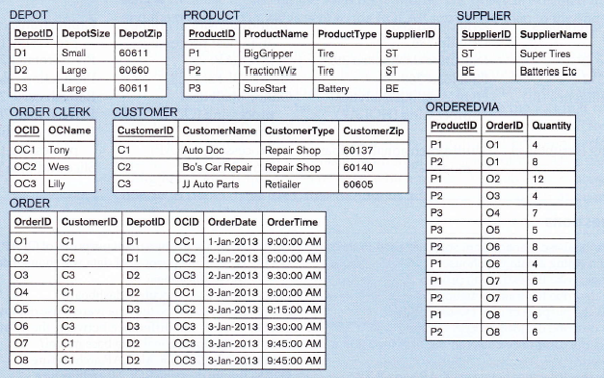 DEPOT
DepotID DepotSize DepotZip
D1 Small 60611
D2 Large 60660
D3 Large 60611
PRODUCT
ProductID ProductName ProductType SupplierID
P1 BigGripper Tire ST
P2 TractionWiz Tire ST
P3 SureStart Battery BE
SUPPLIER
SupplierID SupplierName
ST Super Tires
BE Batteries Etc
ORDER CLERK
OCID OCName
OC1 Tony
OC2 Wes
OC3 Lilly
CUSTOMER
CustomerID CustomerName CustomerType CustomerZip
C1 Auto Doc Repair Shop 60137
C2 Bo's Car Repair Repair Shop 60140
C3 JJ Auto Parts Retiailer 60605
ORDEREDVIA
ProductID OrderID Quantity
P1 O1 4
P2 O1 8
P1 O2 12
P2 O3 4
P3 O4 7
P3 O5 5
P2 O6 8
P1 O6 4
P1 O7 6
P2 O7 6
P1 O8 6
P2 O8 6
ORDER
OrderID CustomerID DepotID OCID OrderDate OrderTime
O1 C1 D1 OC1 1-Jan-2013 9:00:00 AM
O2 C2 D1 OC2 2-Jan-2013 9:00:00 AM
O3 C3 D2 OC3 2-Jan-2013 9:30:00 AM
O4 C1 D2 OC1 3-Jan-2013 9:00:00 AM
O5 C2 D3 OC2 3-Jan-2013 9:15:00 AM
O6 C3 D3 OC3 3-Jan-2013 9:30:00 AM
O7 C1 D2 OC3 3-Jan-2013 9:45:00 AM
O8 C1 D2 OC3 3-Jan-2013 9:45:00 AM